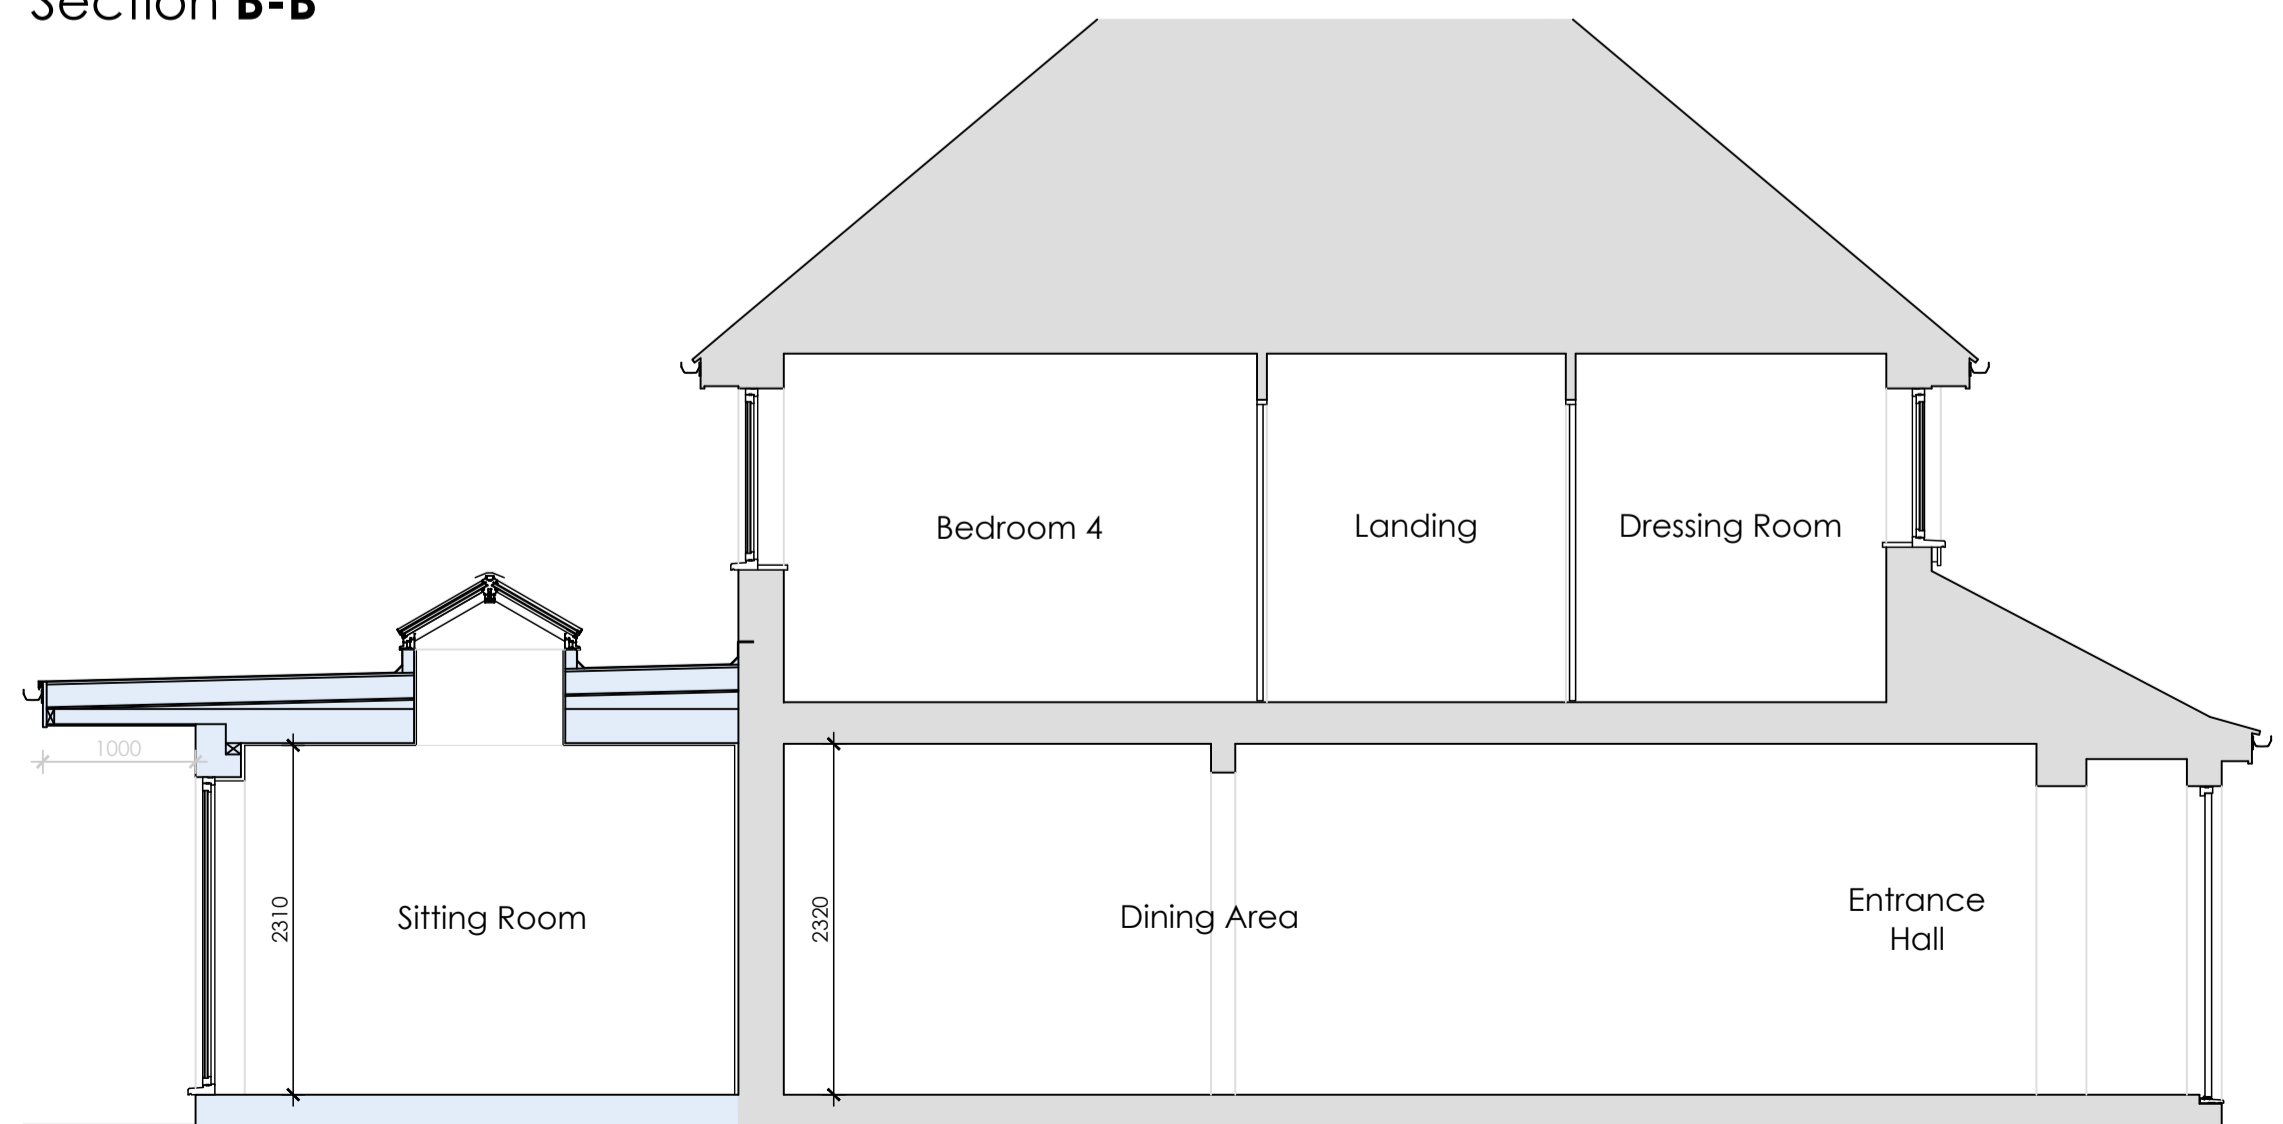 Section B-B
Bedroom 4
Landing
Dressing Room
1000
2310
Sitting Room
2320
Dining Area
Entrance
Hall